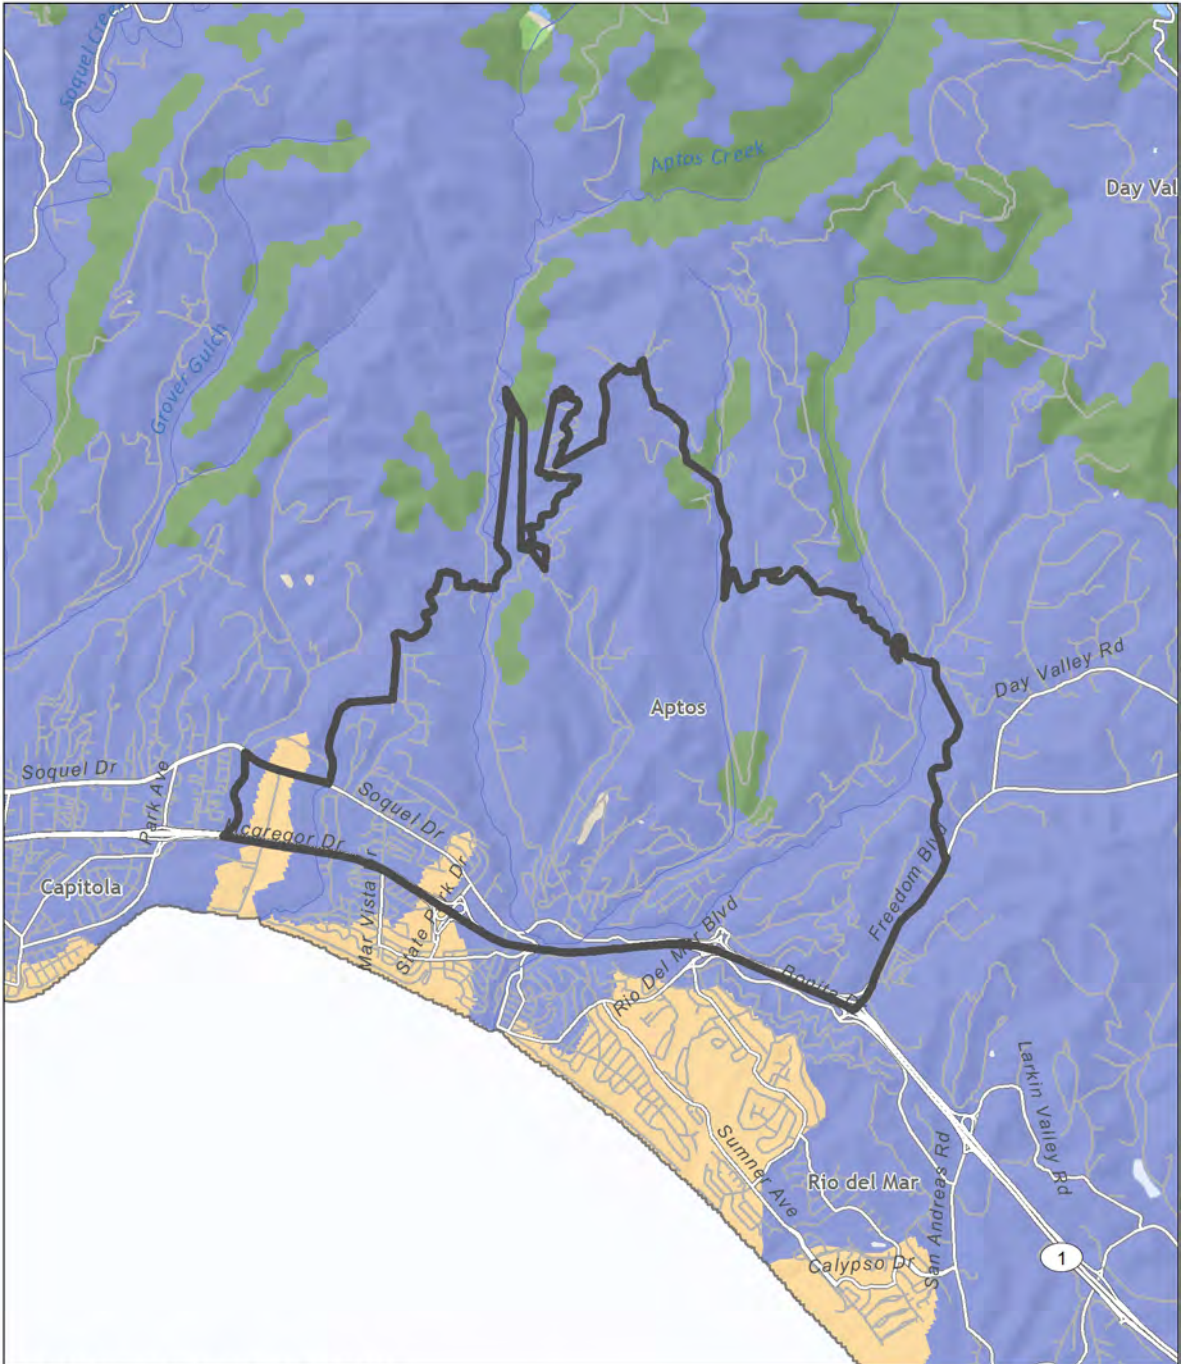 Soquel Creek
Aptos Creek
Day Val
Grover Gulch
Day Valley Rd
Aptos
Soquel Dr
Park Ave
Soquel Dr
Mcgregor Dr
Capitola
Mar Vista
State Park Dr
Freedom Blvd
Rio Del Mar Blvd
Bonita
Larkin Valley Rd
Sumner Ave
Rio del Mar
San Andreas Rd
Calypso Dr
1